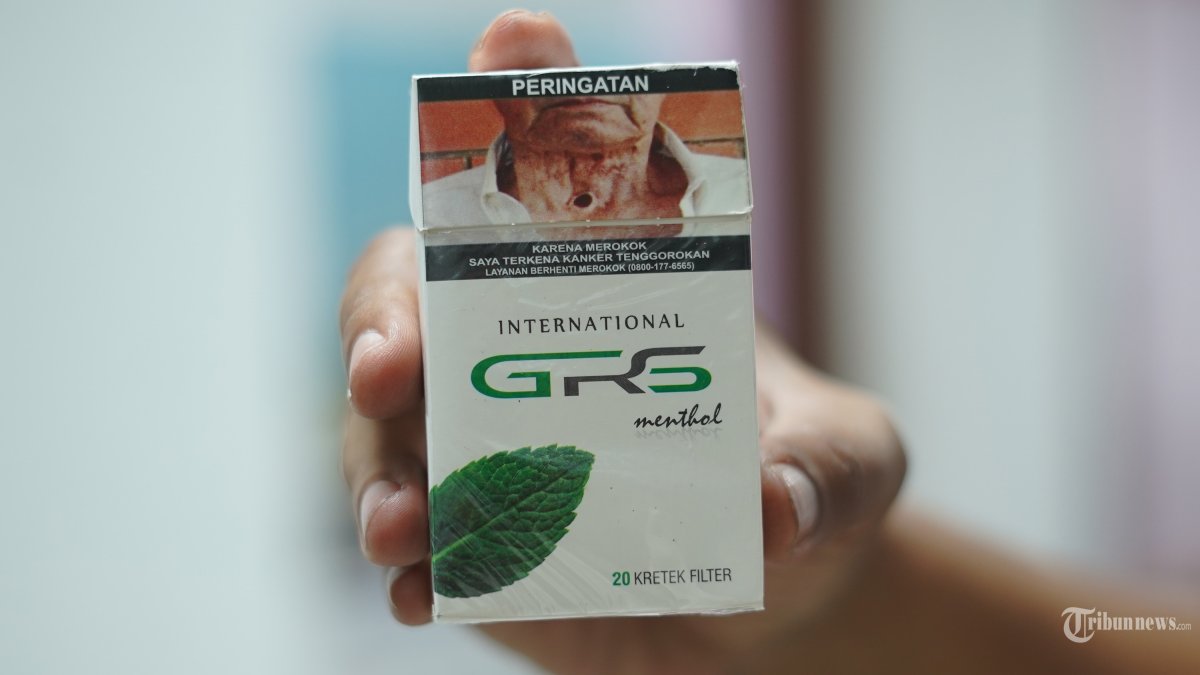 PERINGATAN
KARENA MEROKOK
SAYA TERKENA KANKER TENGGOROKAN
LAYANAN BERHENTI MEROKOK (0800-177-6565)
INTERNATIONAL
GRS
menthol
20 KRETEK FILTER
Tribunnews.com